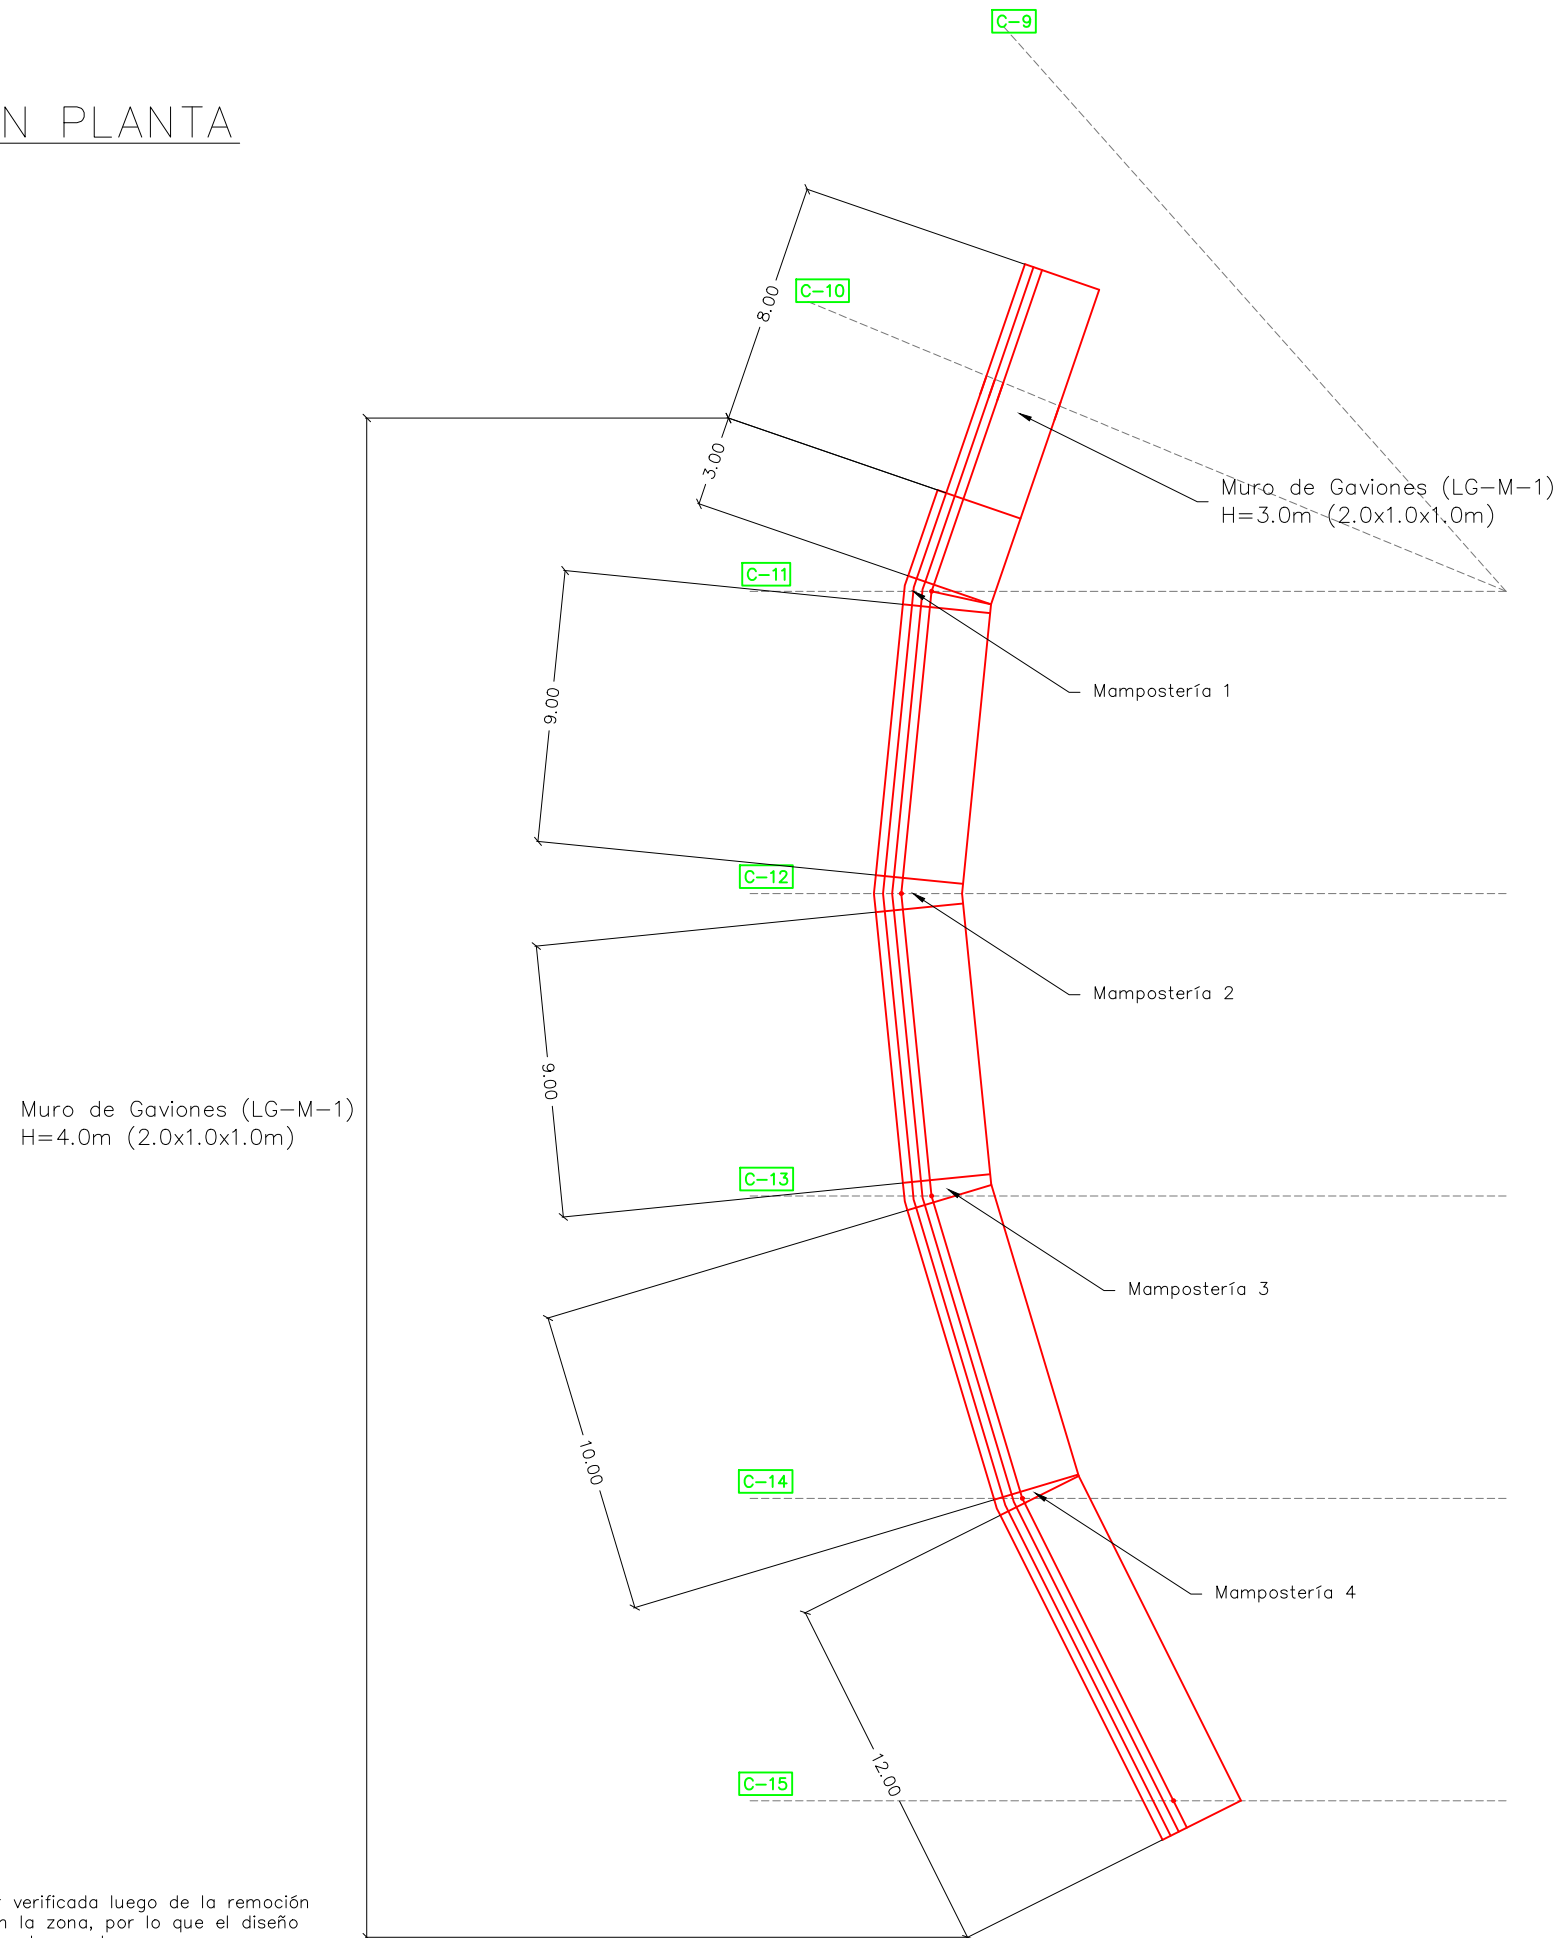 C-9
N PLANTA
8.00
C-10
3.00
Muro de Gaviones (LG-M-1)
H=3.0m (2.0x1.0x1.0m)
C-11
9.00
Mampostería 1
C-12
Mampostería 2
9.00
Muro de Gaviones (LG-M-1)
H=4.0m (2.0x1.0x1.0m)
C-13
Mampostería 3
10.00
C-14
Mampostería 4
12.00
C-15
verificada luego de la remoción
la zona, por lo que el diseño